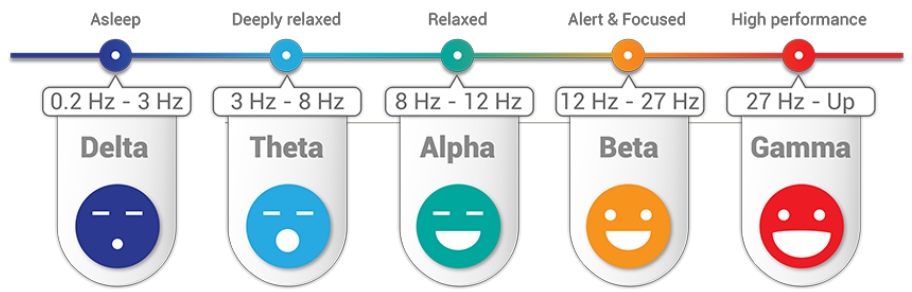 Asleep
Deeply relaxed
Relaxed
Alert & Focused
High performance
0.2 Hz - 3 Hz
3 Hz - 8 Hz
8 Hz - 12 Hz
12 Hz - 27 Hz
27 Hz - Up
Delta
Theta
Alpha
Beta
Gamma